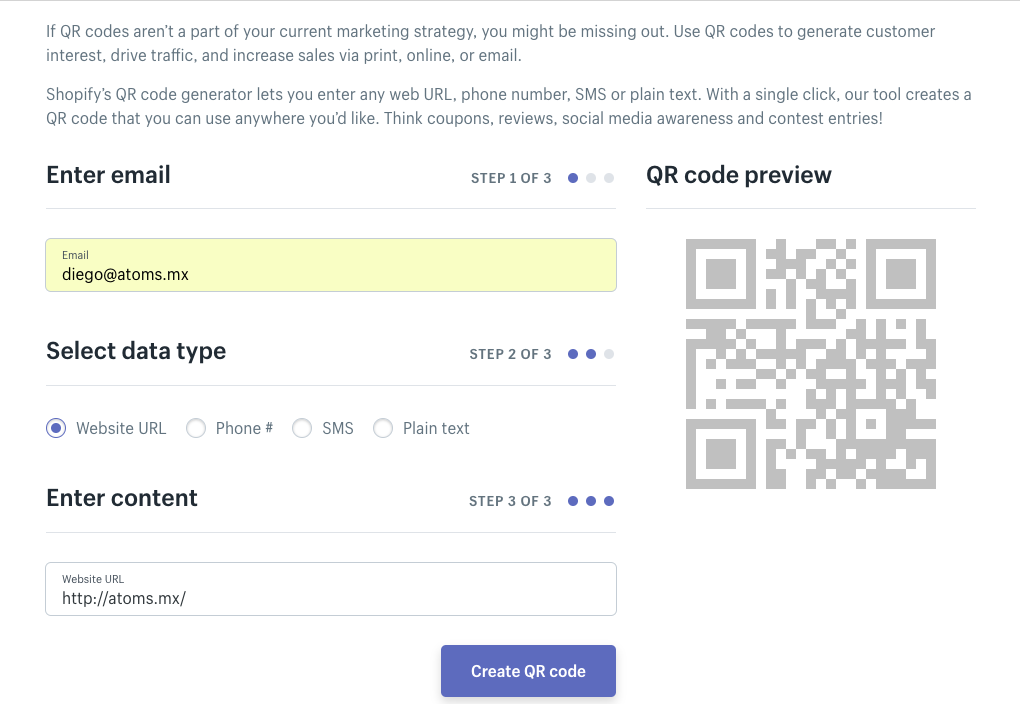 If QR codes aren’t a part of your current marketing strategy, you might be missing out. Use QR codes to generate customer
interest, drive traffic, and increase sales via print, online, or email.
Shopify’s QR code generator lets you enter any web URL, phone number, SMS or plain text. With a single click, our tool creates a
QR code that you can use anywhere you’d like. Think coupons, reviews, social media awareness and contest entries!
Enter email
STEP 1 OF 3
QR code preview
Email
diego@atoms.mx
Select data type
STEP 2 OF 3
Website URL
Phone #
SMS
Plain text
Enter content
STEP 3 OF 3
Website URL
http://atoms.mx/
Create QR code